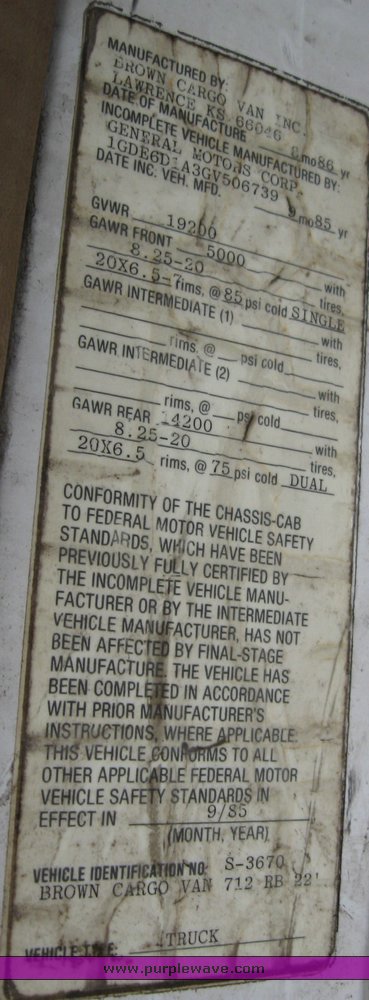 MANUFACTURED BY:
BROWN CARGO VAN INC.
LAWRENCE KS 66046
DATE OF MANUFACTURE 2 mo 86 yr
INCOMPLETE VEHICLE MANUFACTURED BY:
GENERAL MOTORS CORP
1GDE6D1A3GV506739
DATE INC. VEH. MFD. 9 mo 85 yr
GVWR 19200
GAWR FRONT 5000 with
8.25-20 tires,
20X6.5-7 rims, @ 85 psi cold SINGLE
GAWR INTERMEDIATE (1) with
tires,
rims, @ psi cold
GAWR INTERMEDIATE (2) with
tires,
rims, @ psi cold
GAWR REAR 14200 with
8.25-20 tires,
20X6.5 rims, @ 75 psi cold DUAL
CONFORMITY OF THE CHASSIS-CAB
TO FEDERAL MOTOR VEHICLE SAFETY
STANDARDS, WHICH HAVE BEEN
PREVIOUSLY FULLY CERTIFIED BY
THE INCOMPLETE VEHICLE MANU-
FACTURER OR BY THE INTERMEDIATE
VEHICLE MANUFACTURER, HAS NOT
BEEN AFFECTED BY FINAL-STAGE
MANUFACTURE. THE VEHICLE HAS
BEEN COMPLETED IN ACCORDANCE
WITH PRIOR MANUFACTURER'S
INSTRUCTIONS, WHERE APPLICABLE.
THIS VEHICLE CONFORMS TO ALL
OTHER APPLICABLE FEDERAL MOTOR
VEHICLE SAFETY STANDARDS IN
EFFECT IN 9/85
(MONTH, YEAR)
VEHICLE IDENTIFICATION NO: S-3670
BROWN CARGO VAN 712 RB 22'
VEHICLE TYPE: TRUCK
www.purplewave.com